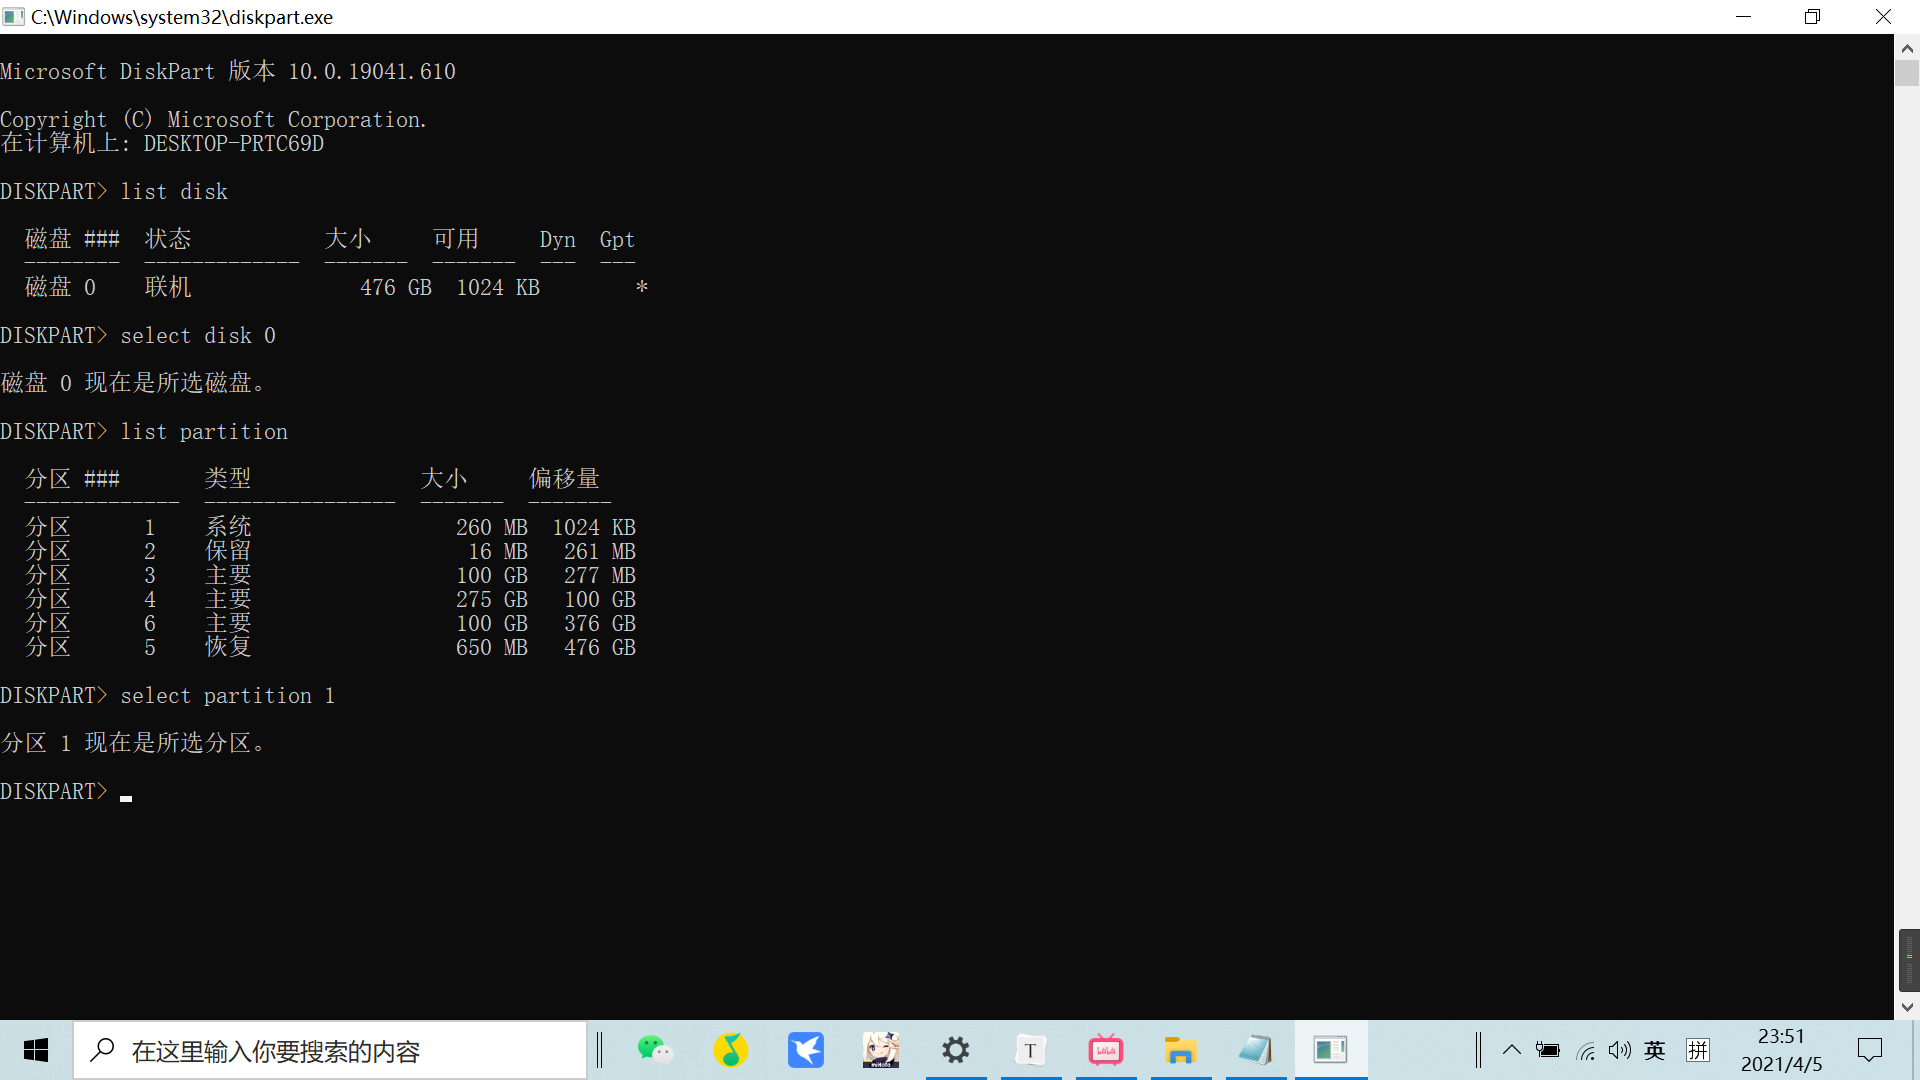 C:\Windows\system32\diskpart.exe
Microsoft DiskPart 版本 10.0.19041.610
Copyright (C) Microsoft Corporation.
在计算机上: DESKTOP-PRTC69D
DISKPART> list disk
磁盘 ###  状态           大小     可用     Dyn  Gpt
--------  -------------  -------  -------  ---  ---
磁盘 0    联机              476 GB  1024 KB        *
DISKPART> select disk 0
磁盘 0 现在是所选磁盘。
DISKPART> list partition
分区 ###       类型              大小     偏移量
-------------  ----------------  -------  -------
分区      1    系统                 260 MB  1024 KB
分区      2    保留                  16 MB   261 MB
分区      3    主要                 100 GB   277 MB
分区      4    主要                 275 GB   100 GB
分区      6    主要                 100 GB   376 GB
分区      5    恢复                 650 MB   476 GB
DISKPART> select partition 1
分区 1 现在是所选分区。
DISKPART>
在这里输入你要搜索的内容
miHoYo
T
英
拼
23:51
2021/4/5